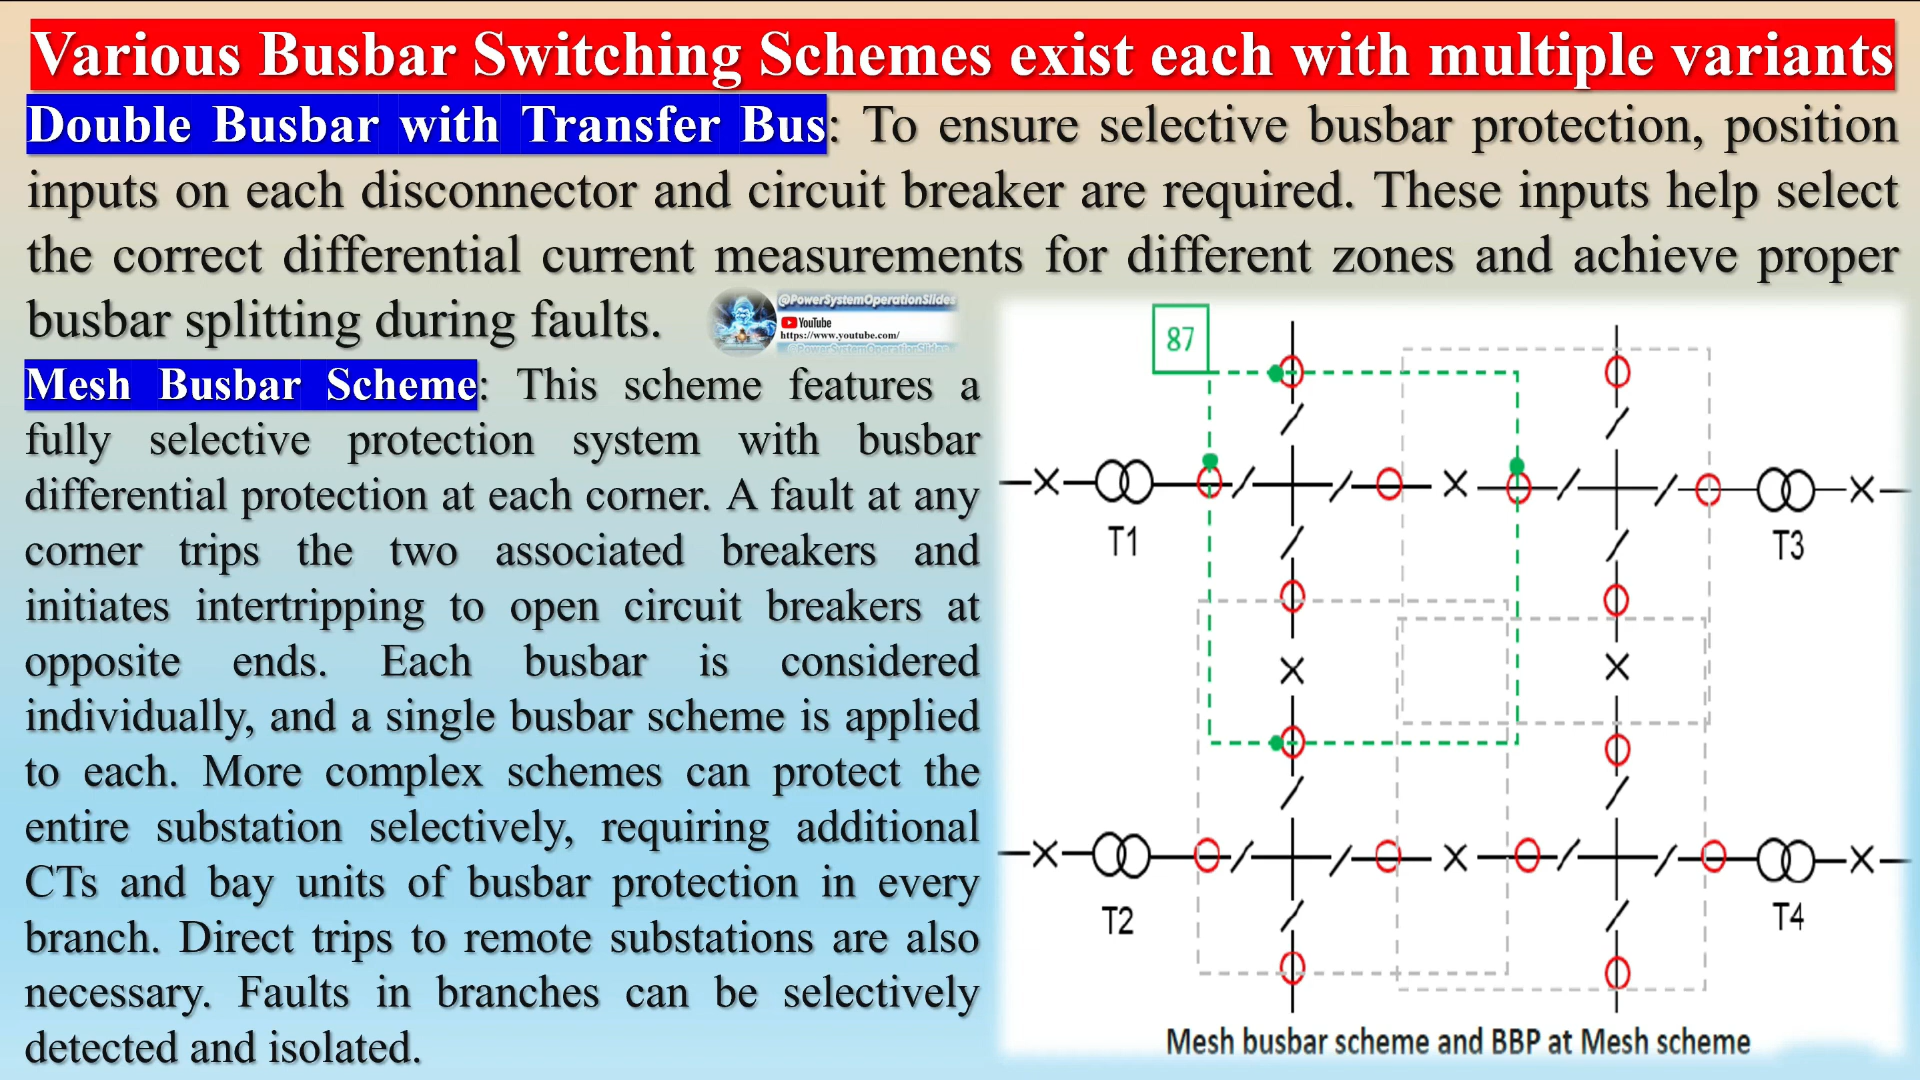 Various Busbar Switching Schemes exist each with multiple variants
Double Busbar with Transfer Bus: To ensure selective busbar protection, position
inputs on each disconnector and circuit breaker are required. These inputs help select
the correct differential current measurements for different zones and achieve proper
busbar splitting during faults.
@PowerSystemOperationSlides
YouTube
https://www.youtube.com/
@PowerSystemOperationSlides
Mesh Busbar Scheme: This scheme features a
fully selective protection system with busbar
differential protection at each corner. A fault at any
corner trips the two associated breakers and
initiates intertripping to open circuit breakers at
opposite ends. Each busbar is considered
individually, and a single busbar scheme is applied
to each. More complex schemes can protect the
entire substation selectively, requiring additional
CTs and bay units of busbar protection in every
branch. Direct trips to remote substations are also
necessary. Faults in branches can be selectively
detected and isolated.
87
T1
T3
T2
T4
Mesh busbar scheme and BBP at Mesh scheme